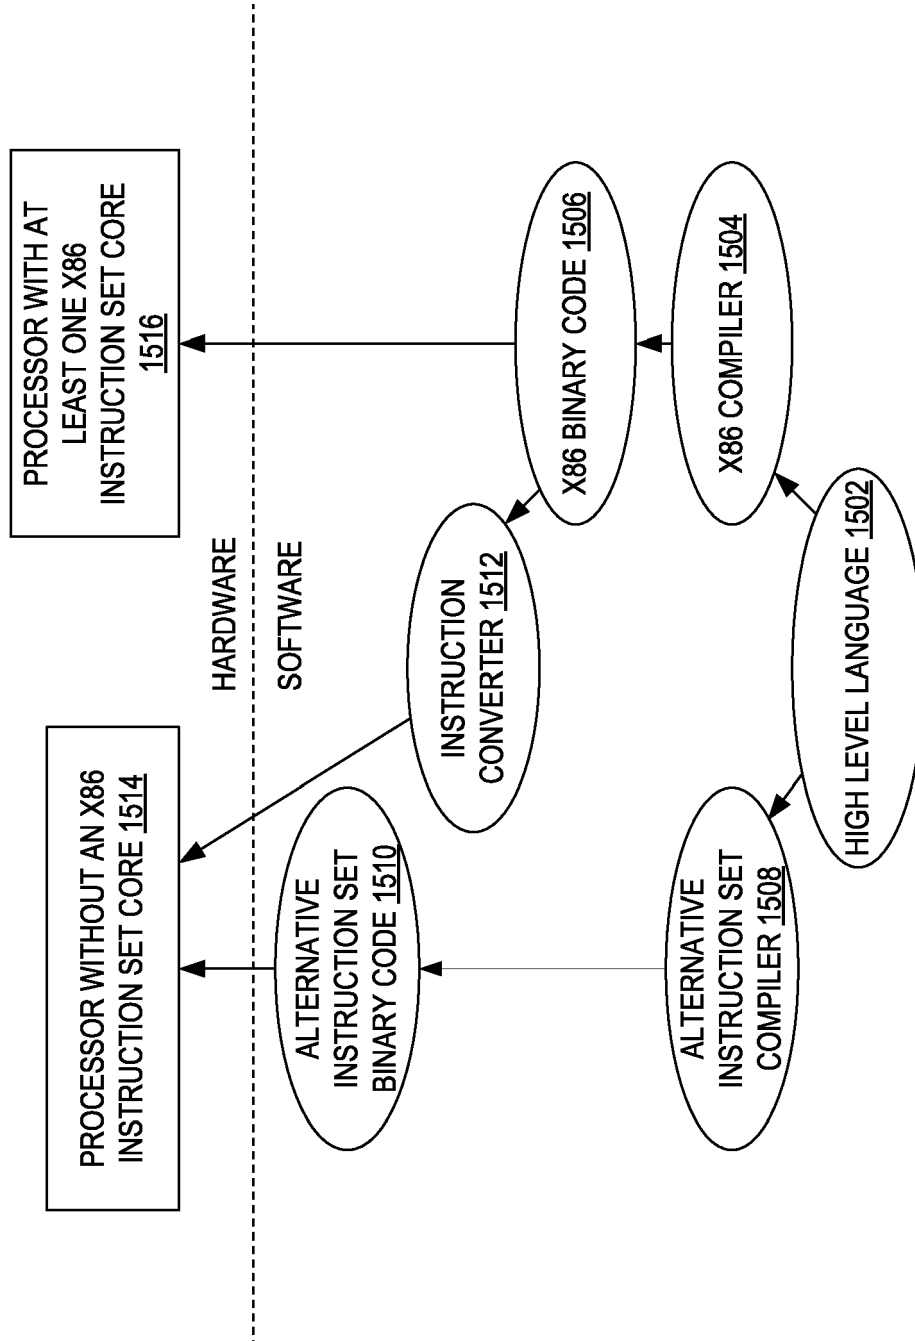 PROCESSOR WITHOUT AN X86
INSTRUCTION SET CORE 1514
PROCESSOR WITH AT
LEAST ONE X86
INSTRUCTION SET CORE
1516
HARDWARE
SOFTWARE
ALTERNATIVE
INSTRUCTION SET
BINARY CODE 1510
INSTRUCTION
CONVERTER 1512
X86 BINARY CODE 1506
ALTERNATIVE
INSTRUCTION SET
COMPILER 1508
X86 COMPILER 1504
HIGH LEVEL LANGUAGE 1502